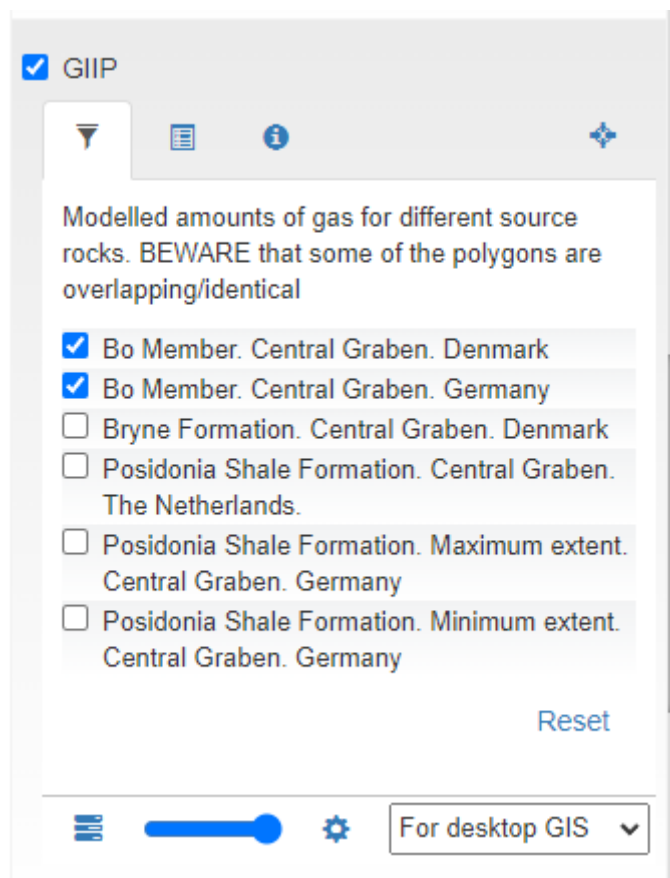 GIIP
Modelled amounts of gas for different source
rocks. BEWARE that some of the polygons are
overlapping/identical
Bo Member. Central Graben. Denmark
Bo Member. Central Graben. Germany
Bryne Formation. Central Graben. Denmark
Posidonia Shale Formation. Central Graben.
The Netherlands.
Posidonia Shale Formation. Maximum extent.
Central Graben. Germany
Posidonia Shale Formation. Minimum extent.
Central Graben. Germany
Reset
For desktop GIS